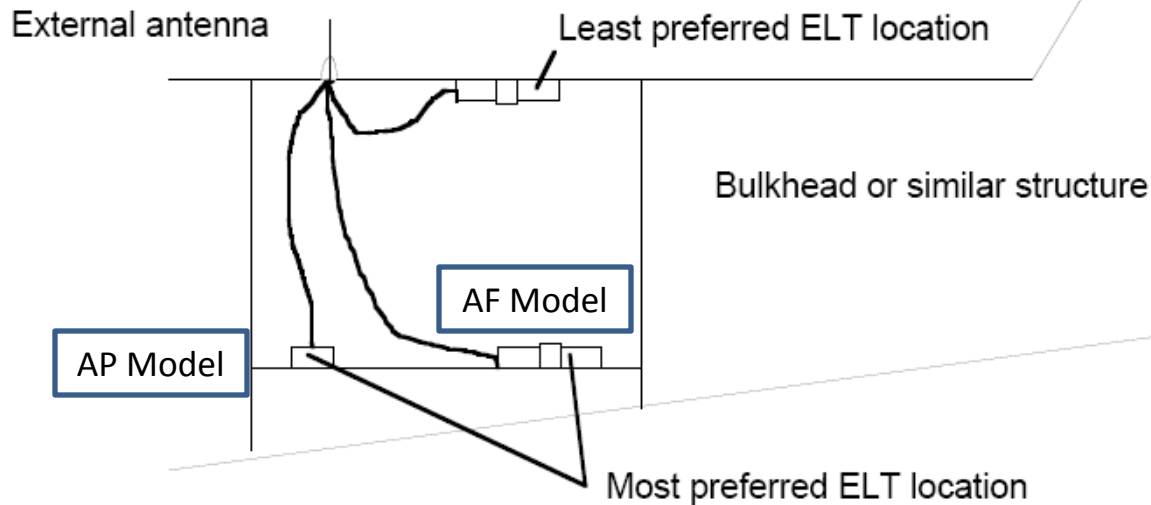 External antenna
Least preferred ELT location
Bulkhead or similar structure
AF Model
AP Model
Most preferred ELT location